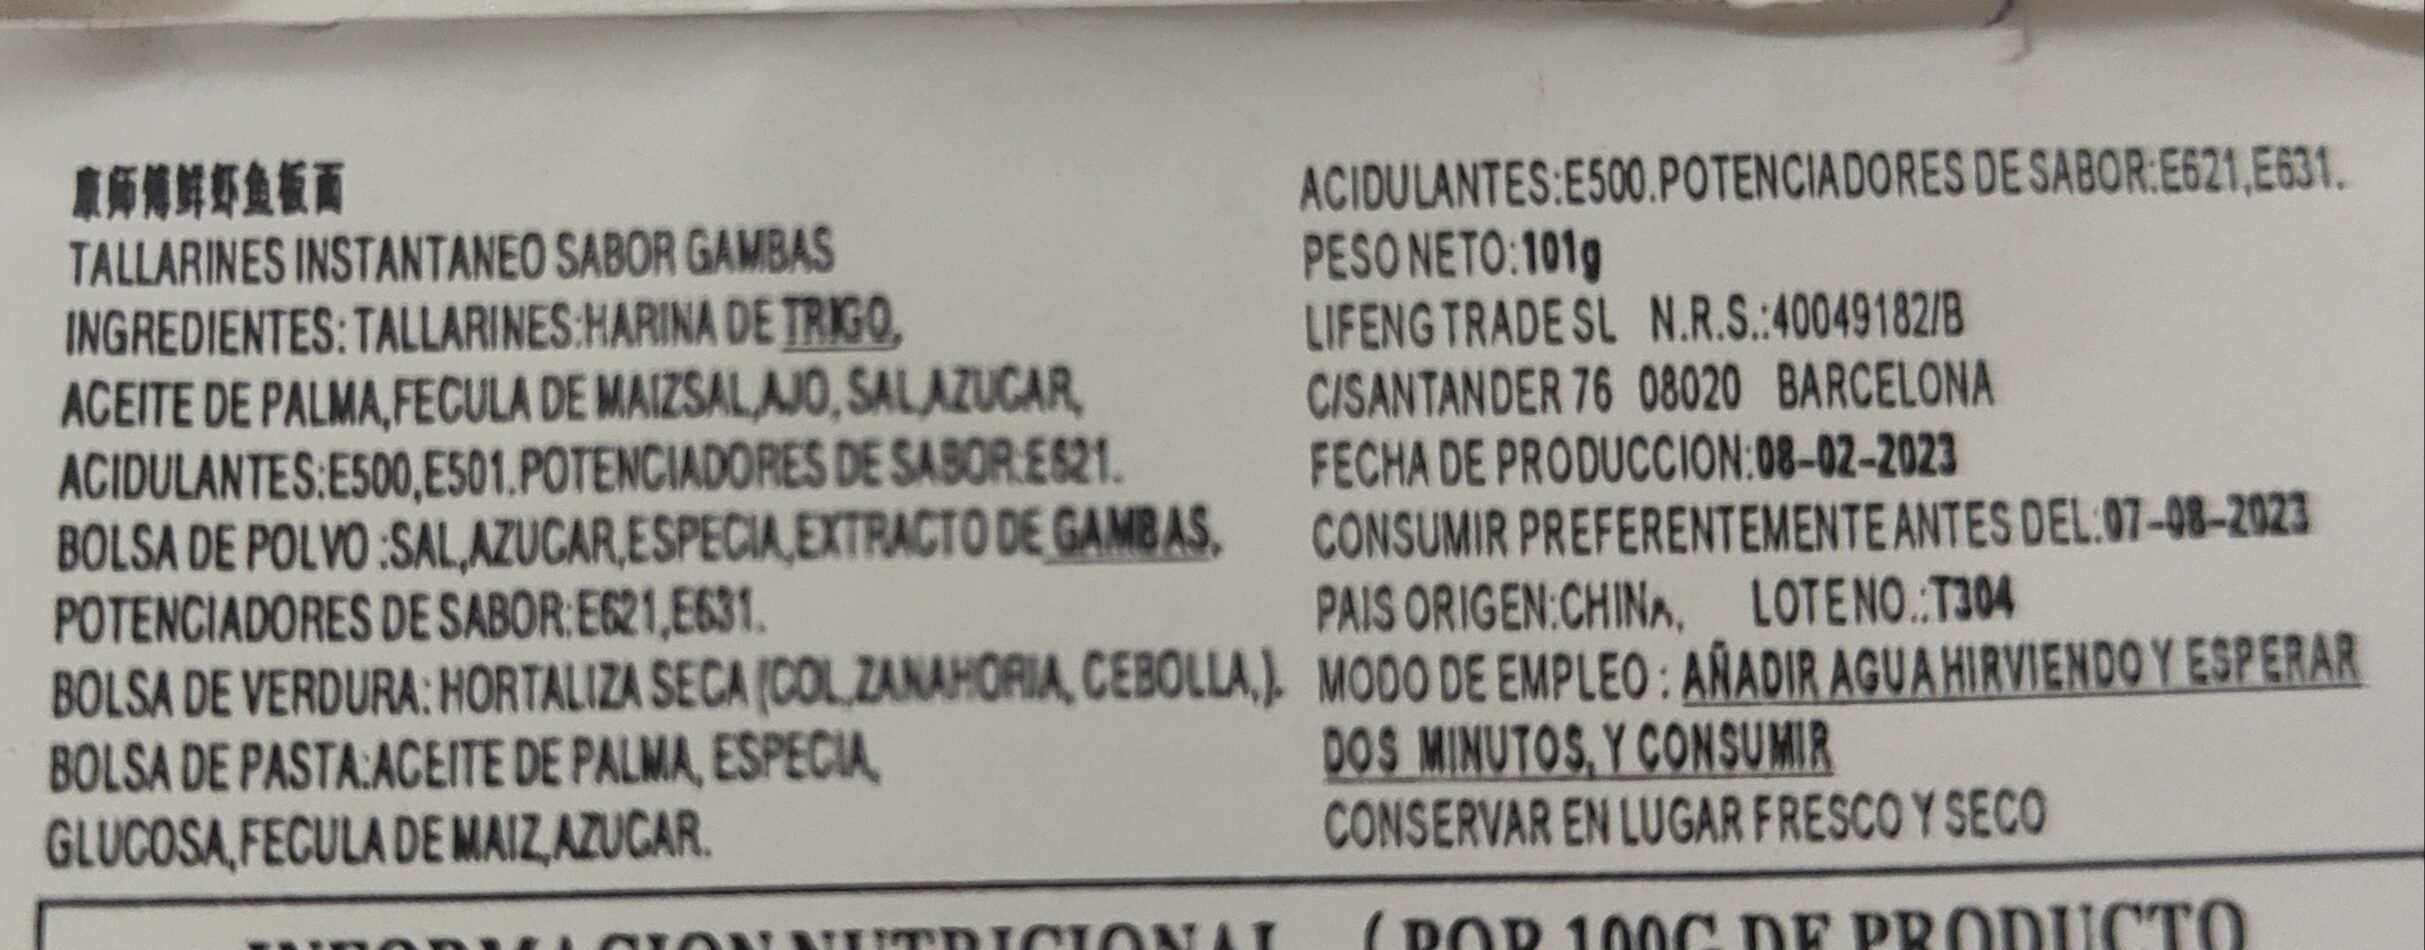 康师傅鲜虾鱼板面
TALLARINES INSTANTANEO SABOR GAMBAS
INGREDIENTES: TALLARINES:HARINA DE TRIGO,
ACEITE DE PALMA,FECULA DE MAIZSAL,AJO, SAL,AZUCAR,
ACIDULANTES:E500,E501.POTENCIADORES DE SABOR:E621.
BOLSA DE POLVO :SAL,AZUCAR,ESPECIA,EXTRACTO DE GAMBAS,
POTENCIADORES DE SABOR:E621,E631.
BOLSA DE VERDURA: HORTALIZA SECA (COL,ZANAHORIA, CEBOLLA,).
BOLSA DE PASTA:ACEITE DE PALMA, ESPECIA,
GLUCOSA,FECULA DE MAIZ,AZUCAR.
ACIDULANTES:E500.POTENCIADORES DE SABOR:E621,E631.
PESO NETO:101g
LIFENG TRADE SL N.R.S.:40049182/B
C/SANTANDER 76 08020 BARCELONA
FECHA DE PRODUCCION:08-02-2023
CONSUMIR PREFERENTEMENTE ANTES DEL:07-08-2023
PAIS ORIGEN:CHINA, LOTE NO.:T304
MODO DE EMPLEO : AÑADIR AGUA HIRVIENDO Y ESPERAR
DOS MINUTOS, Y CONSUMIR
CONSERVAR EN LUGAR FRESCO Y SECO
INFORMACION NUTRICIONAL (POR 100G DE PRODUCTO